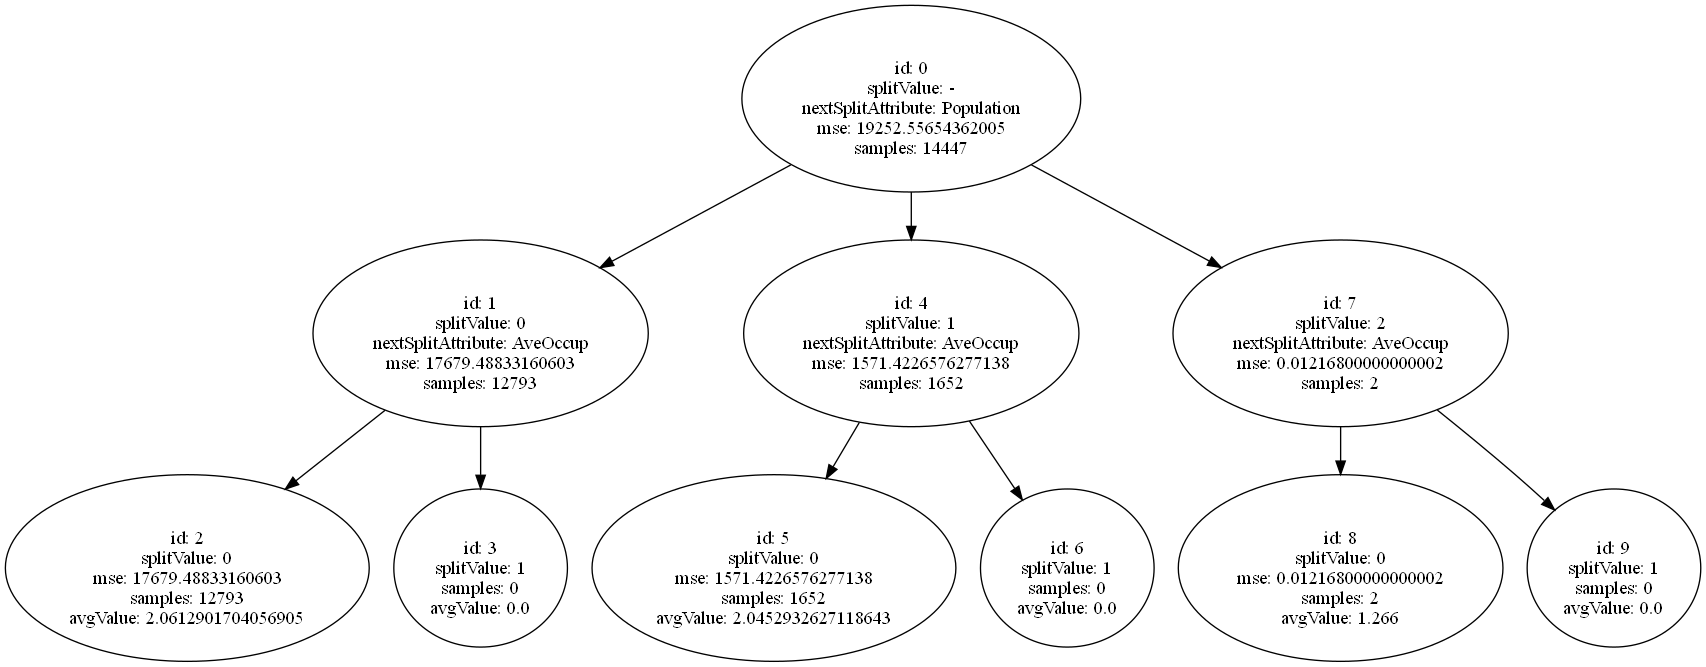 id: 0
splitValue: -
nextSplitAttribute: Population
mse: 19252.55654362005
samples: 14447
id: 1
splitValue: 0
nextSplitAttribute: AveOccup
mse: 17679.48833160603
samples: 12793
id: 4
splitValue: 1
nextSplitAttribute: AveOccup
mse: 1571.4226576277138
samples: 1652
id: 7
splitValue: 2
nextSplitAttribute: AveOccup
mse: 0.01216800000000002
samples: 2
id: 2
splitValue: 0
mse: 17679.48833160603
samples: 12793
avgValue: 2.0612901704056905
id: 3
splitValue: 1
samples: 0
avgValue: 0.0
id: 5
splitValue: 0
mse: 1571.4226576277138
samples: 1652
avgValue: 2.0452932627118643
id: 6
splitValue: 1
samples: 0
avgValue: 0.0
id: 8
splitValue: 0
mse: 0.01216800000000002
samples: 2
avgValue: 1.266
id: 9
splitValue: 1
samples: 0
avgValue: 0.0